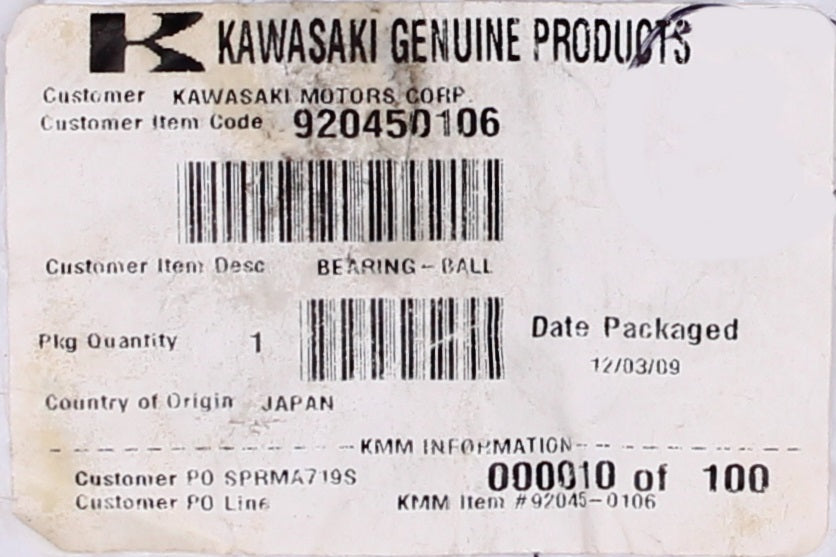 KAWASAKI GENUINE PRODUCTS
Customer KAWASAKI MOTORS CORP.
Customer Item Code 920450106
Customer Item Desc BEARING-BALL
Pkg Quantity 1
Date Packaged
12/03/09
Country of Origin JAPAN
KMM INFORMATION
Customer PO SPRMA719S 000010 of 100
Customer PO Line KMM Item #92045-0106